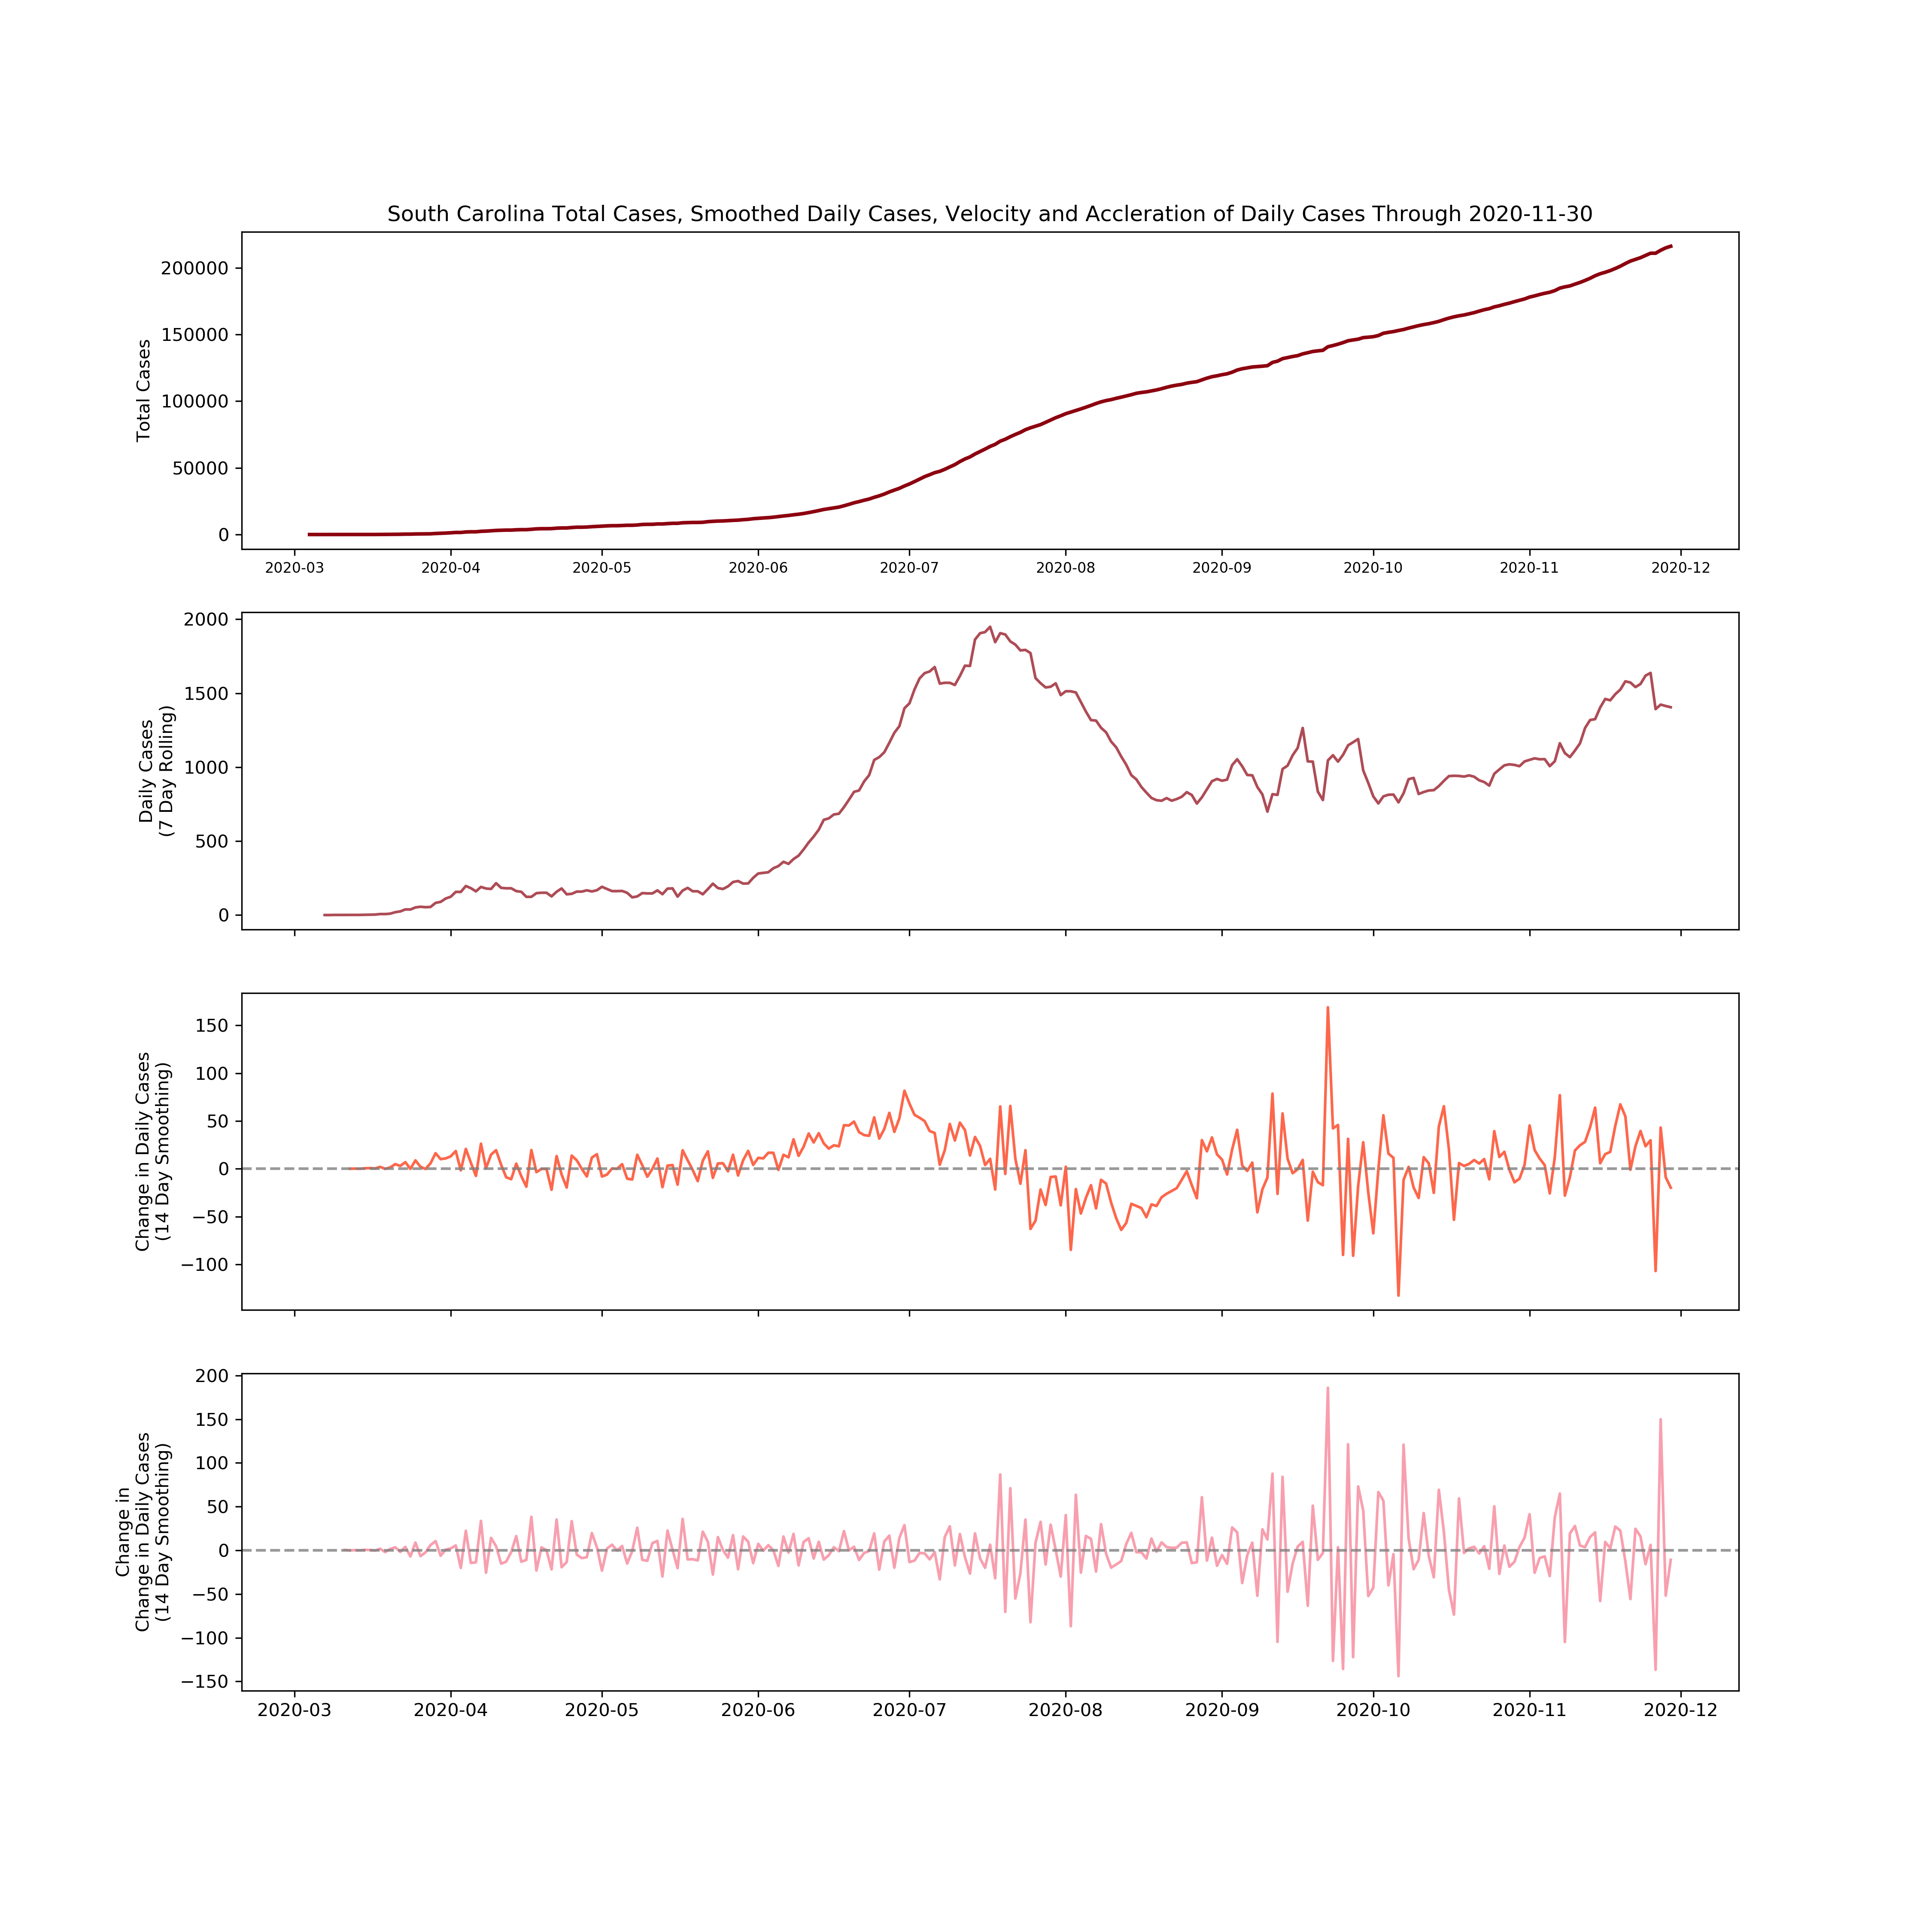 South Carolina Total Cases, Smoothed Daily Cases, Velocity and Accleration of Daily Cases Through 2020-11-30
Total Cases
200000
150000
100000
50000
0
2020-03 2020-04 2020-05 2020-06 2020-07 2020-08 2020-09 2020-10 2020-11 2020-12
Daily Cases
(7 Day Rolling)
2000
1500
1000
500
0
Change in Daily Cases
(14 Day Smoothing)
150
100
50
0
−50
−100
Change in
Change in Daily Cases
(14 Day Smoothing)
200
150
100
50
0
−50
−100
−150
2020-03 2020-04 2020-05 2020-06 2020-07 2020-08 2020-09 2020-10 2020-11 2020-12